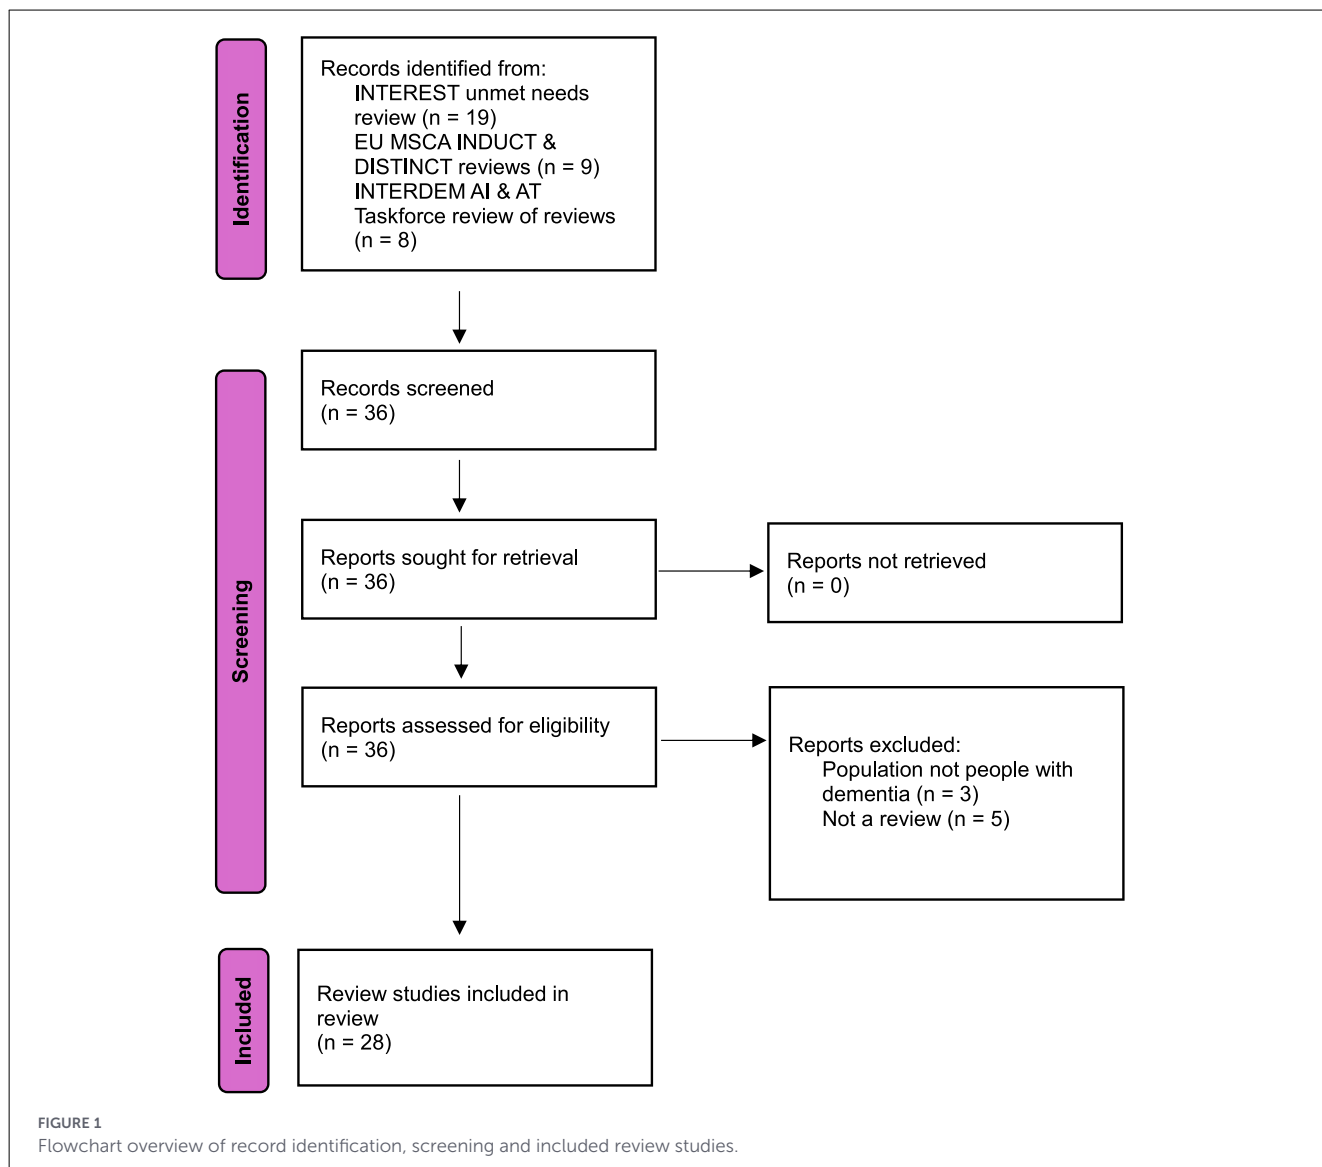 Identification
Records identified from:
INTEREST unmet needs
review (n = 19)
EU MSCA INDUCT &
DISTINCT reviews (n = 9)
INTERDEM AI & AT
Taskforce review of reviews
(n = 8)
Screening
Records screened
(n = 36)
Reports sought for retrieval
(n = 36)
Reports not retrieved
(n = 0)
Reports assessed for eligibility
(n = 36)
Reports excluded:
Population not people with
dementia (n = 3)
Not a review (n = 5)
Included
Review studies included in
review
(n = 28)
FIGURE 1
Flowchart overview of record identification, screening and included review studies.